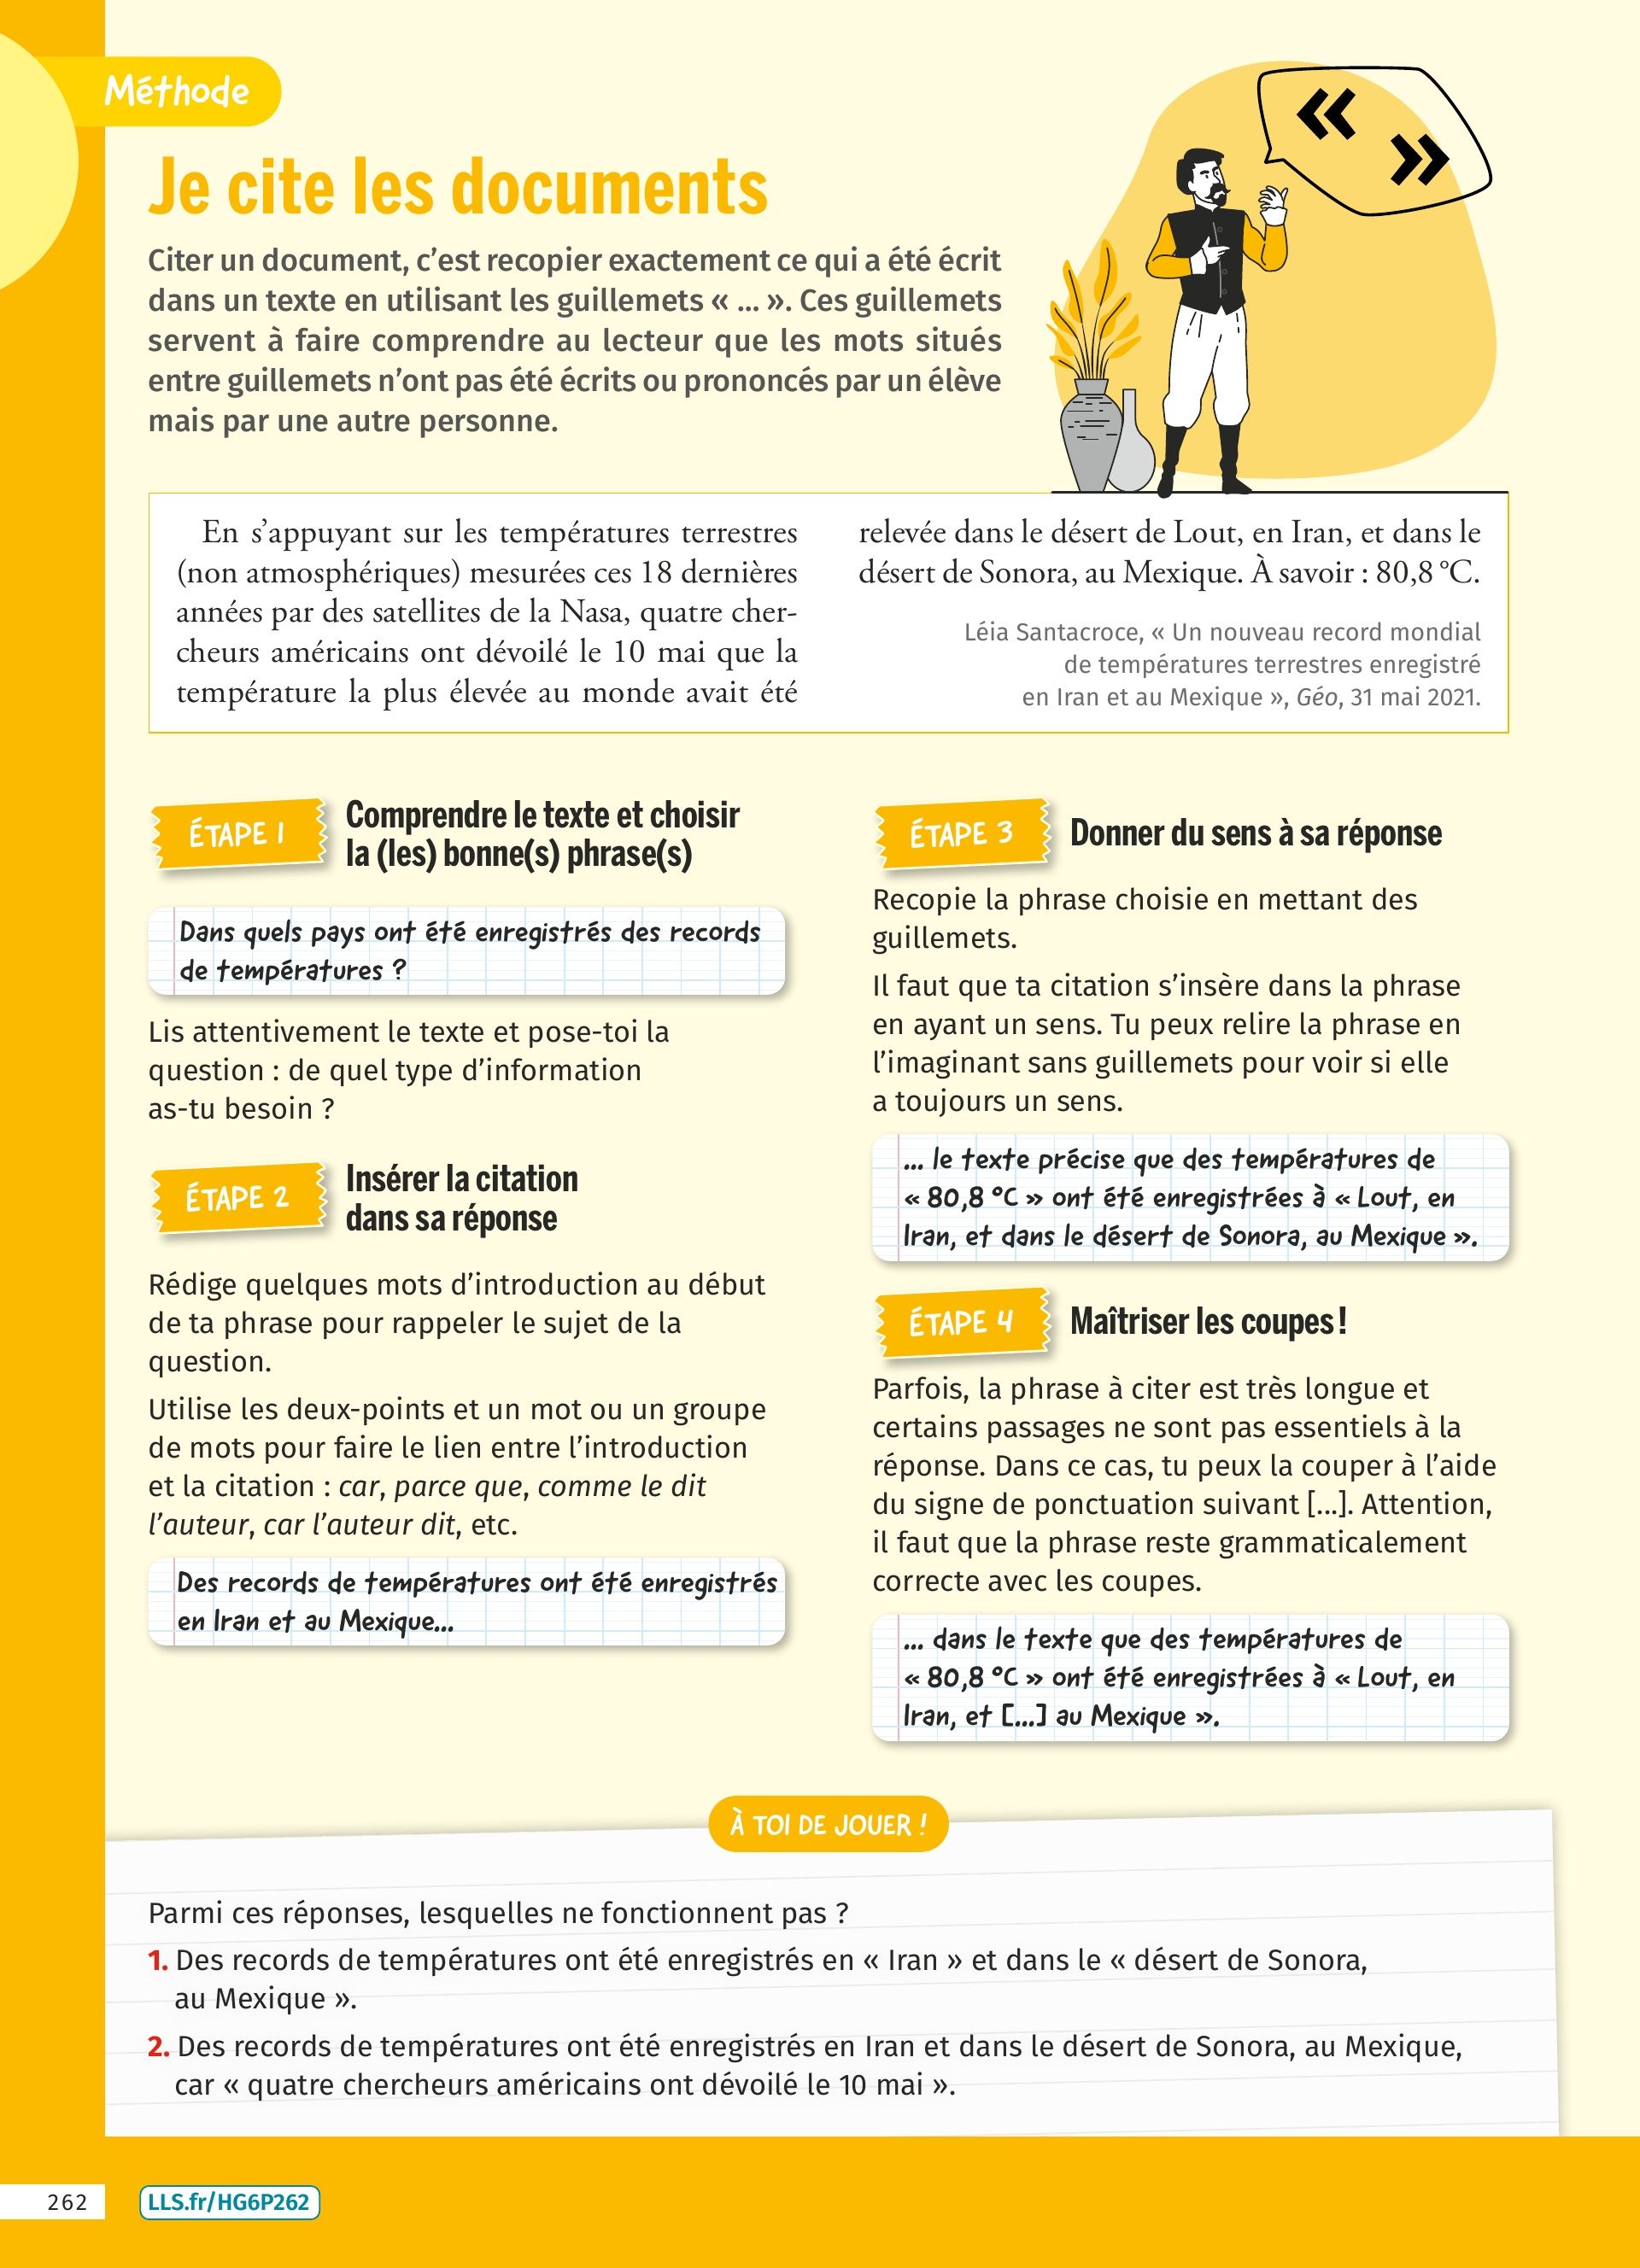 Méthode
Je cite les documents
Citer un document, c’est recopier exactement ce qui a été écrit
dans un texte en utilisant les guillemets « ... ». Ces guillemets
servent à faire comprendre au lecteur que les mots situés
entre guillemets n’ont pas été écrits ou prononcés par un élève
mais par une autre personne.
« »
En s’appuyant sur les températures terrestres
(non atmosphériques) mesurées ces 18 dernières
années par des satellites de la Nasa, quatre cher-
cheurs américains ont dévoilé le 10 mai que la
température la plus élevée au monde avait été
relevée dans le désert de Lout, en Iran, et dans le
désert de Sonora, au Mexique. À savoir : 80,8 °C.
Léia Santacroce, « Un nouveau record mondial
de températures terrestres enregistré
en Iran et au Mexique », Géo, 31 mai 2021.
ÉTAPE 1
Comprendre le texte et choisir
la (les) bonne(s) phrase(s)
Dans quels pays ont été enregistrés des records
de températures ?
Lis attentivement le texte et pose-toi la
question : de quel type d’information
as-tu besoin ?
ÉTAPE 2
Insérer la citation
dans sa réponse
Rédige quelques mots d’introduction au début
de ta phrase pour rappeler le sujet de la
question.
Utilise les deux-points et un mot ou un groupe
de mots pour faire le lien entre l’introduction
et la citation : car, parce que, comme le dit
l’auteur, car l’auteur dit, etc.
Des records de températures ont été enregistrés
en Iran et au Mexique...
ÉTAPE 3
Donner du sens à sa réponse
Recopie la phrase choisie en mettant des
guillemets.
Il faut que ta citation s’insère dans la phrase
en ayant un sens. Tu peux relire la phrase en
l’imaginant sans guillemets pour voir si elle
a toujours un sens.
... le texte précise que des températures de
« 80,8 °C » ont été enregistrées à « Lout, en
Iran, et dans le désert de Sonora, au Mexique ».
ÉTAPE 4
Maîtriser les coupes !
Parfois, la phrase à citer est très longue et
certains passages ne sont pas essentiels à la
réponse. Dans ce cas, tu peux la couper à l’aide
du signe de ponctuation suivant [...]. Attention,
il faut que la phrase reste grammaticalement
correcte avec les coupes.
... dans le texte que des températures de
« 80,8 °C » ont été enregistrées à « Lout, en
Iran, et [...] au Mexique ».
À TOI DE JOUER !
Parmi ces réponses, lesquelles ne fonctionnent pas ?
1. Des records de températures ont été enregistrés en « Iran » et dans le « désert de Sonora,
au Mexique ».
2. Des records de températures ont été enregistrés en Iran et dans le désert de Sonora, au Mexique,
car « quatre chercheurs américains ont dévoilé le 10 mai ».
262
LLS.fr/HG6P262